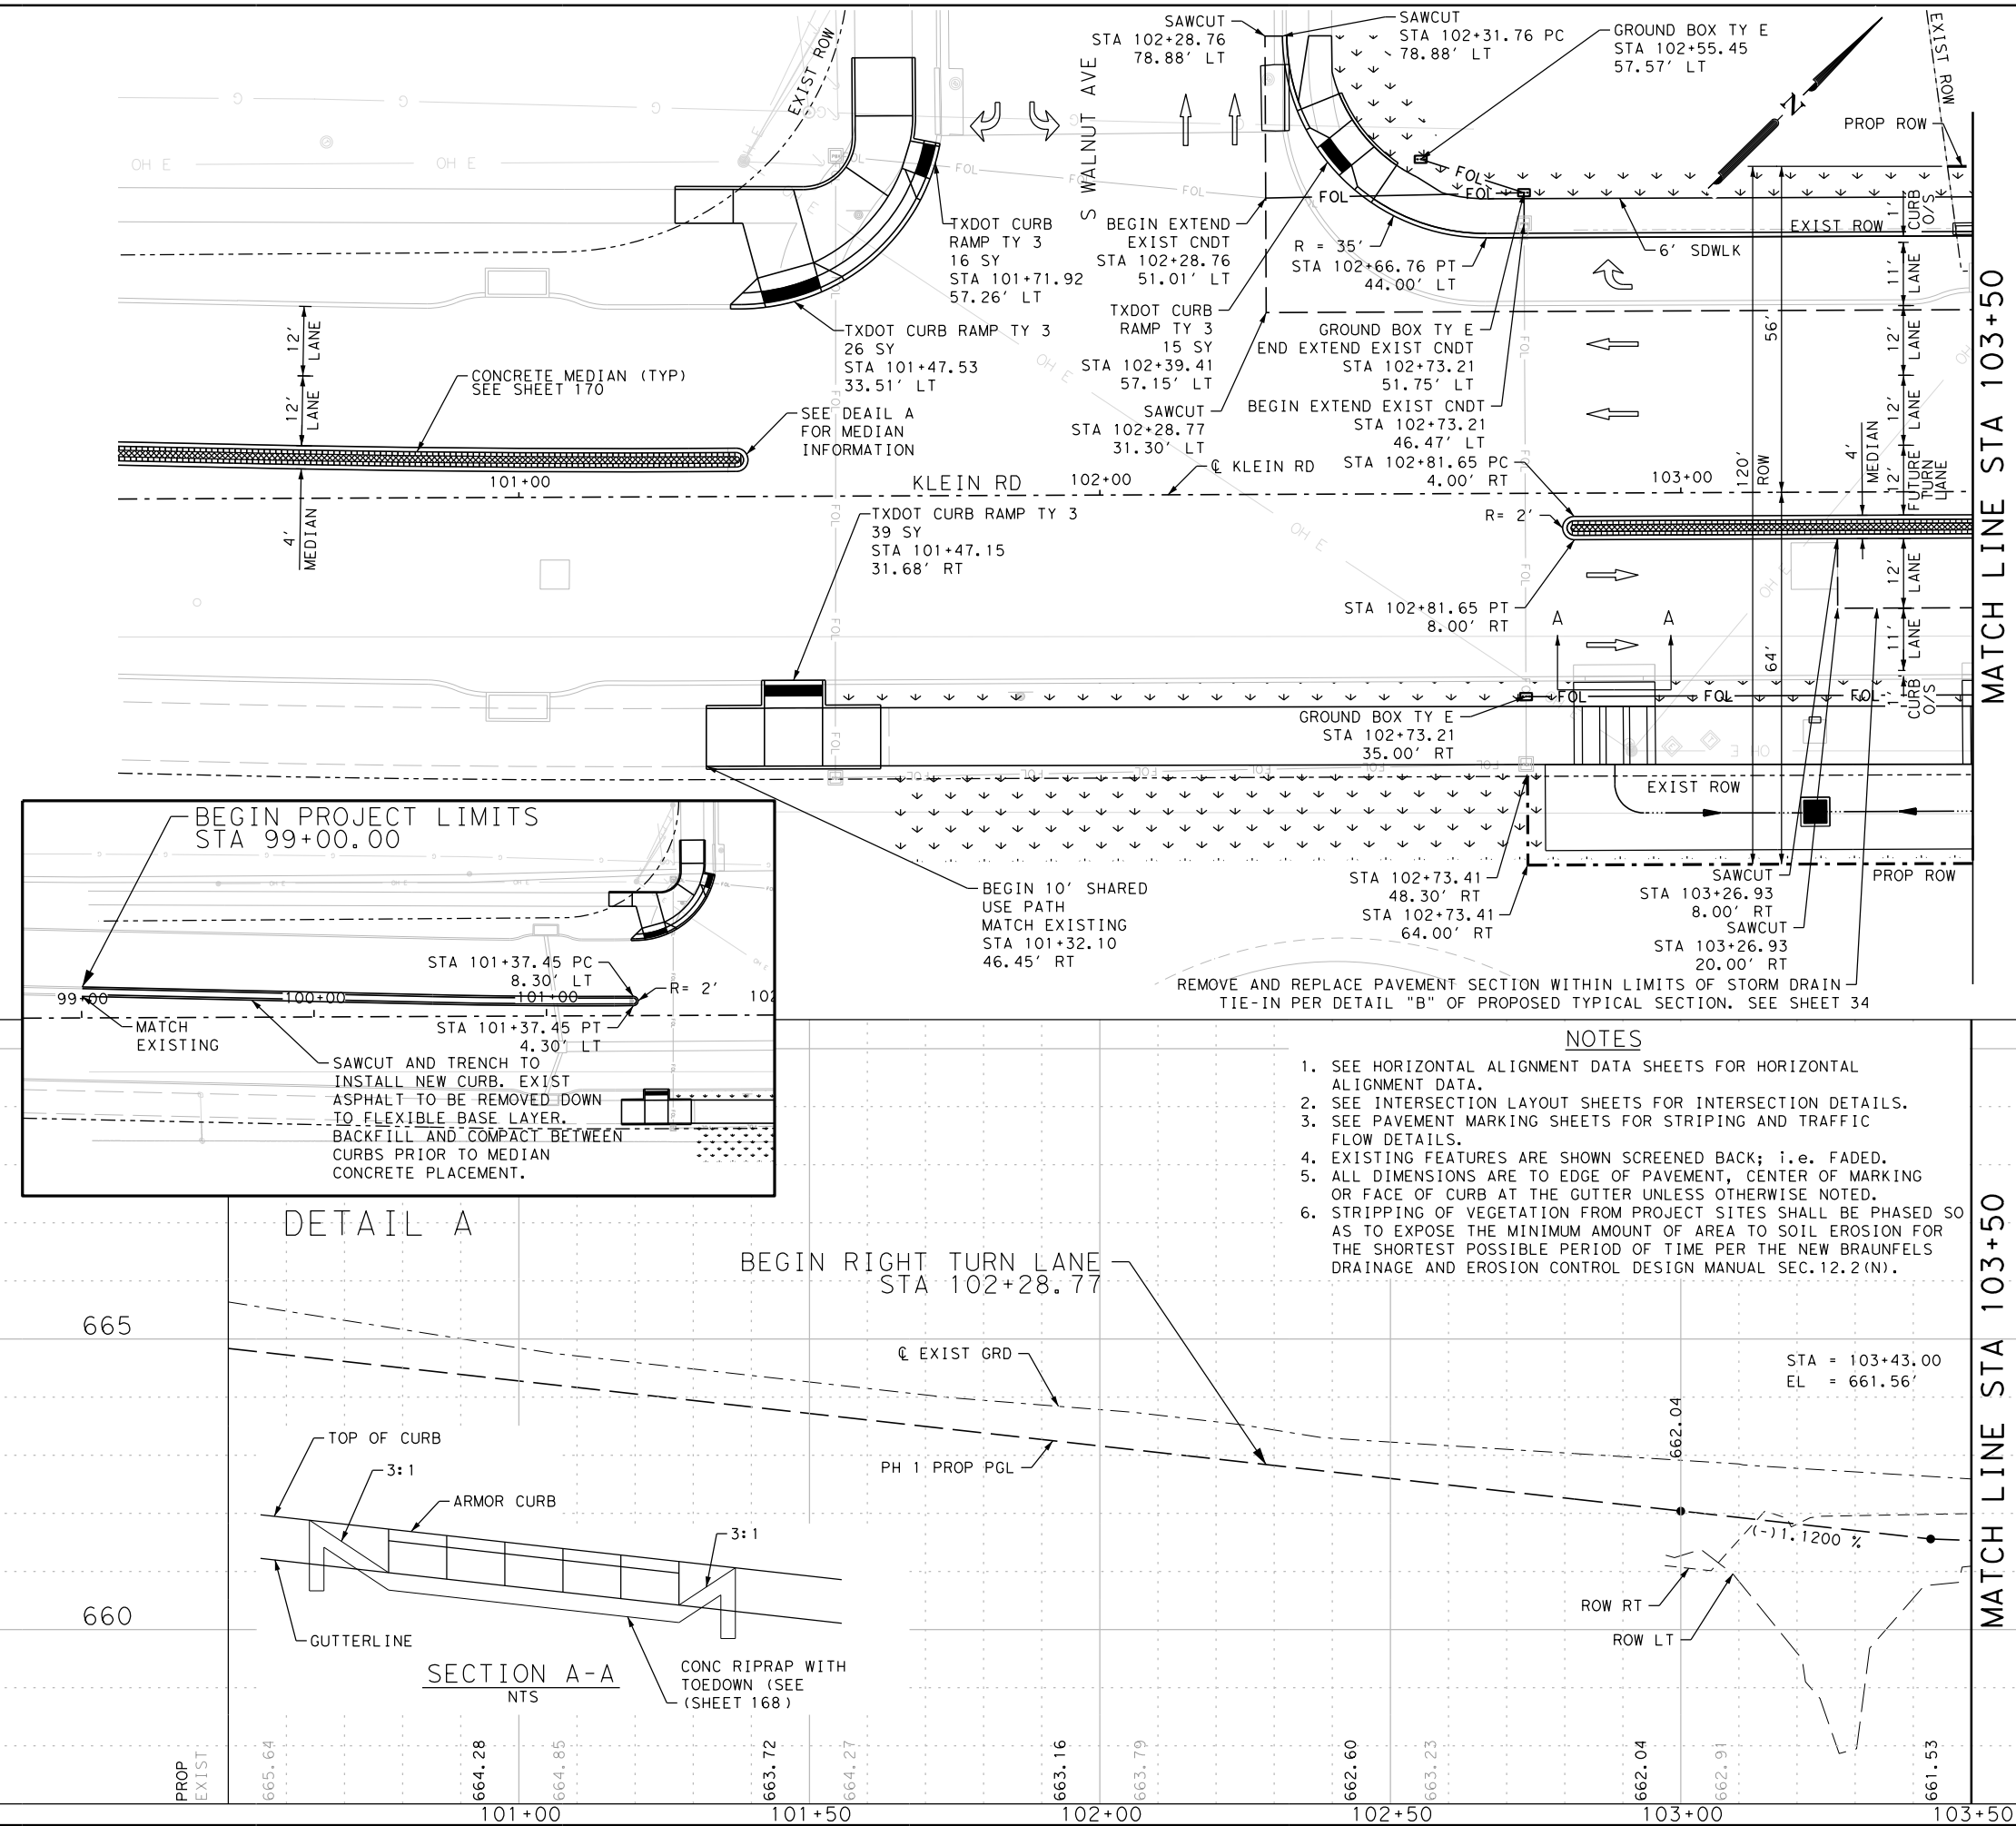 SAWCUT
STA 102+28.76
78.88' LT
SAWCUT
STA 102+31.76 PC
78.88' LT
GROUND BOX TY E
STA 102+55.45
57.57' LT
EXIST ROW
EXIST ROW
N
PROP ROW
S WALNUT AVE
OH E
OH E
G
G
G
FOL
FOL
FOL
TXDOT CURB
RAMP TY 3
16 SY
STA 101+71.92
57.26' LT
BEGIN EXTEND
EXIST CNDT
STA 102+28.76
51.01' LT
FOL
FOL
FOL
R = 35'
STA 102+66.76 PT
44.00' LT
6' SDWLK
EXIST ROW
1'
CURB
O/S
11'
LANE
TXDOT CURB RAMP TY 3
26 SY
STA 101+47.53
33.51' LT
TXDOT CURB
RAMP TY 3
15 SY
STA 102+39.41
57.15' LT
GROUND BOX TY E
END EXTEND EXIST CNDT
STA 102+73.21
51.75' LT
56'
12'
LANE
12'
LANE
12'
LANE
12'
LANE
CONCRETE MEDIAN (TYP)
SEE SHEET 170
SEE DEAIL A
FOR MEDIAN
INFORMATION
SAWCUT
STA 102+28.77
31.30' LT
BEGIN EXTEND EXIST CNDT
STA 102+73.21
46.47' LT
STA 102+81.65 PC
4.00' RT
120'
ROW
4'
MEDIAN
12'
FUTURE
TURN
LANE
MATCH LINE STA 103+50
101+00
KLEIN RD
102+00
℄ KLEIN RD
103+00
R= 2'
4'
MEDIAN
TXDOT CURB RAMP TY 3
39 SY
STA 101+47.15
31.68' RT
OH E
OH E
OH E
STA 102+81.65 PT
8.00' RT
A
A
12'
LANE
11'
LANE
64'
1'
CURB
O/S
FOL
FOL
FOL
GROUND BOX TY E
STA 102+73.21
35.00' RT
OH E
EXIST ROW
BEGIN 10' SHARED
USE PATH
MATCH EXISTING
STA 101+32.10
46.45' RT
STA 102+73.41
48.30' RT
STA 102+73.41
64.00' RT
SAWCUT
STA 103+26.93
8.00' RT
SAWCUT
STA 103+26.93
20.00' RT
PROP ROW
REMOVE AND REPLACE PAVEMENT SECTION WITHIN LIMITS OF STORM DRAIN
TIE-IN PER DETAIL "B" OF PROPOSED TYPICAL SECTION. SEE SHEET 34
BEGIN PROJECT LIMITS
STA 99+00.00
STA 101+37.45 PC
8.30' LT
R= 2'
99+00
100+00
101+00
102
MATCH
EXISTING
STA 101+37.45 PT
4.30' LT
SAWCUT AND TRENCH TO
INSTALL NEW CURB. EXIST
ASPHALT TO BE REMOVED DOWN
TO FLEXIBLE BASE LAYER.
BACKFILL AND COMPACT BETWEEN
CURBS PRIOR TO MEDIAN
CONCRETE PLACEMENT.
DETAIL A
NOTES
1. SEE HORIZONTAL ALIGNMENT DATA SHEETS FOR HORIZONTAL
ALIGNMENT DATA.
2. SEE INTERSECTION LAYOUT SHEETS FOR INTERSECTION DETAILS.
3. SEE PAVEMENT MARKING SHEETS FOR STRIPING AND TRAFFIC
FLOW DETAILS.
4. EXISTING FEATURES ARE SHOWN SCREENED BACK; i.e. FADED.
5. ALL DIMENSIONS ARE TO EDGE OF PAVEMENT, CENTER OF MARKING
OR FACE OF CURB AT THE GUTTER UNLESS OTHERWISE NOTED.
6. STRIPPING OF VEGETATION FROM PROJECT SITES SHALL BE PHASED SO
AS TO EXPOSE THE MINIMUM AMOUNT OF AREA TO SOIL EROSION FOR
THE SHORTEST POSSIBLE PERIOD OF TIME PER THE NEW BRAUNFELS
DRAINAGE AND EROSION CONTROL DESIGN MANUAL SEC.12.2(N).
BEGIN RIGHT TURN LANE
STA 102+28.77
665
℄ EXIST GRD
PH 1 PROP PGL
STA = 103+43.00
EL = 661.56'
662.04
(-)1.1200 %
MATCH LINE STA 103+50
TOP OF CURB
3:1
ARMOR CURB
3:1
660
GUTTERLINE
SECTION A-A
NTS
CONC RIPRAP WITH
TOEDOWN (SEE
(SHEET 168)
ROW RT
ROW LT
PROP
EXIST
665.64
664.28
664.85
663.72
664.27
663.16
663.79
662.60
663.23
662.04
662.91
661.53
101+00
101+50
102+00
102+50
103+00
103+50